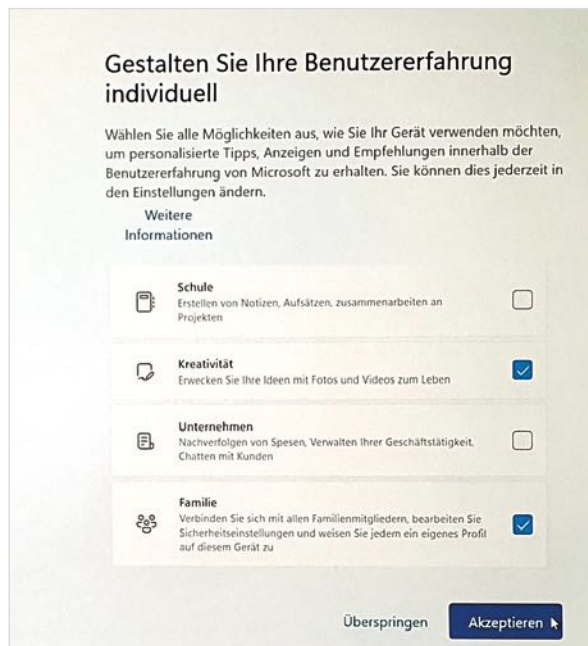 Gestalten Sie Ihre Benutzererfahrung
individuell
Wählen Sie alle Möglichkeiten aus, wie Sie Ihr Gerät verwenden möchten,
um personalisierte Tipps, Anzeigen und Empfehlungen innerhalb der
Benutzererfahrung von Microsoft zu erhalten. Sie können dies jederzeit in
den Einstellungen ändern.
Weitere
Informationen
Schule
Erstellen von Notizen, Aufsätzen, zusammenarbeiten an
Projekten
Kreativität
Erwecken Sie Ihre Ideen mit Fotos und Videos zum Leben
Unternehmen
Nachverfolgen von Spesen, Verwalten Ihrer Geschäftstätigkeit,
Chatten mit Kunden
Familie
Verbinden Sie sich mit allen Familienmitgliedern, bearbeiten Sie
Sicherheitseinstellungen und weisen Sie jedem ein eigenes Profil
auf diesem Gerät zu
Überspringen
Akzeptieren